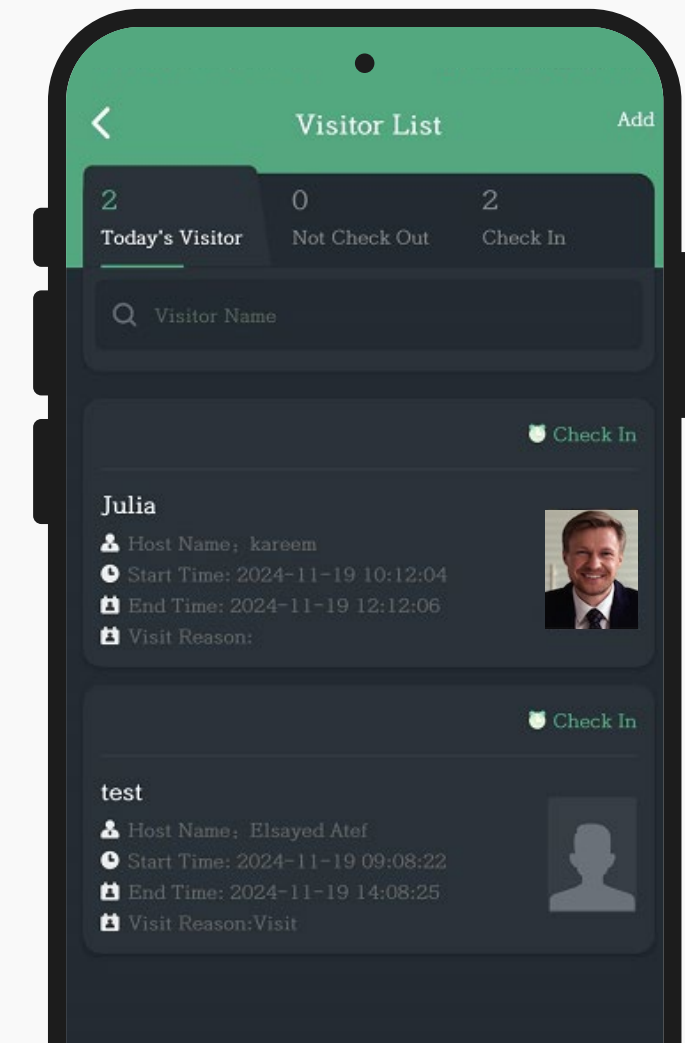 Visitor List
Add
2
Today's Visitor
0
Not Check Out
2
Check In
Visitor Name
Check In
Julia
Host Name： kareem
Start Time: 2024-11-19 10:12:04
End Time: 2024-11-19 12:12:06
Visit Reason:
Check In
test
Host Name： Elsayed Atef
Start Time: 2024-11-19 09:08:22
End Time: 2024-11-19 14:08:25
Visit Reason:Visit